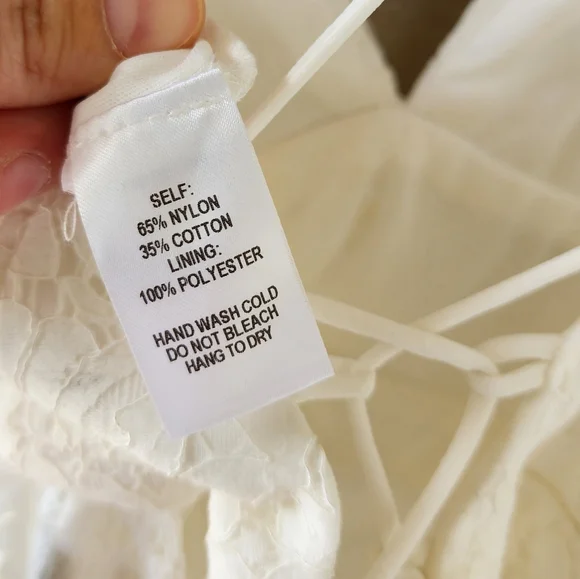 SELF:
65% NYLON
35% COTTON
LINING:
100% POLYESTER
HAND WASH COLD
DO NOT BLEACH
HANG TO DRY